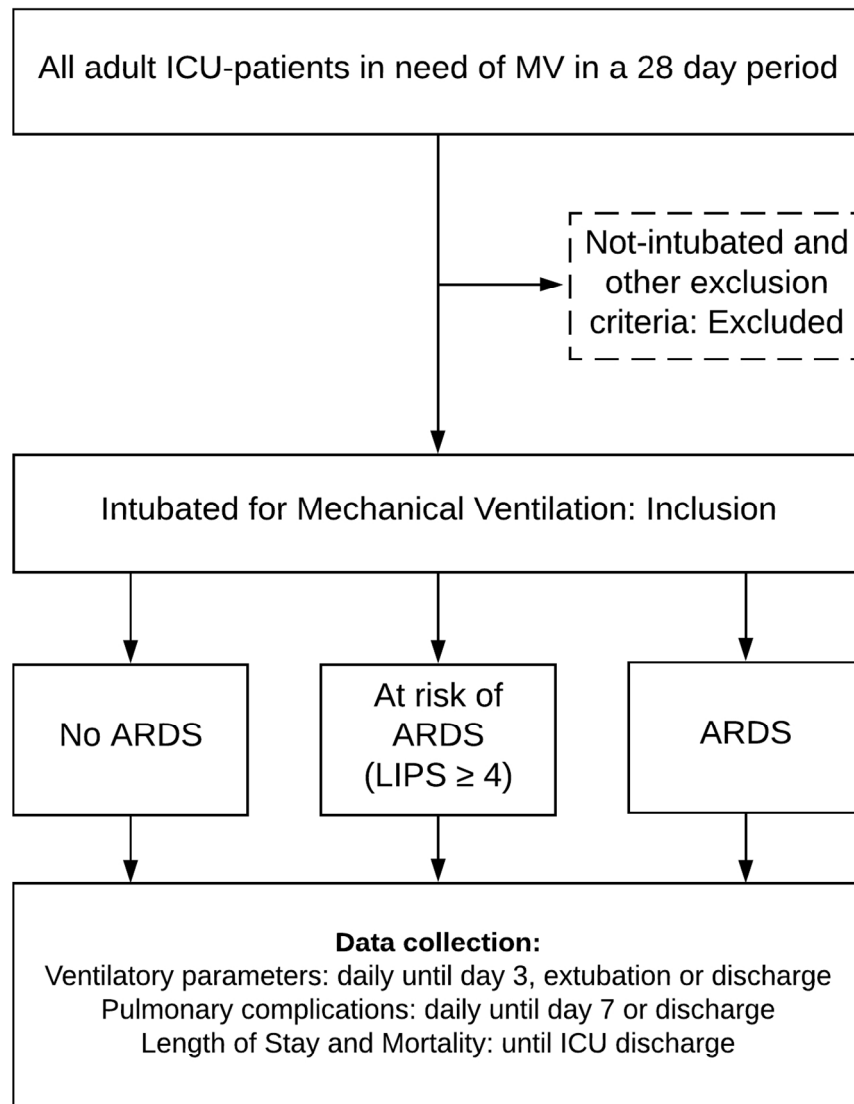 All adult ICU-patients in need of MV in a 28 day period
Not-intubated and
other exclusion
criteria: Excluded
Intubated for Mechanical Ventilation: Inclusion
No ARDS
At risk of
ARDS
(LIPS ≥ 4)
ARDS
Data collection:
Ventilatory parameters: daily until day 3, extubation or discharge
Pulmonary complications: daily until day 7 or discharge
Length of Stay and Mortality: until ICU discharge